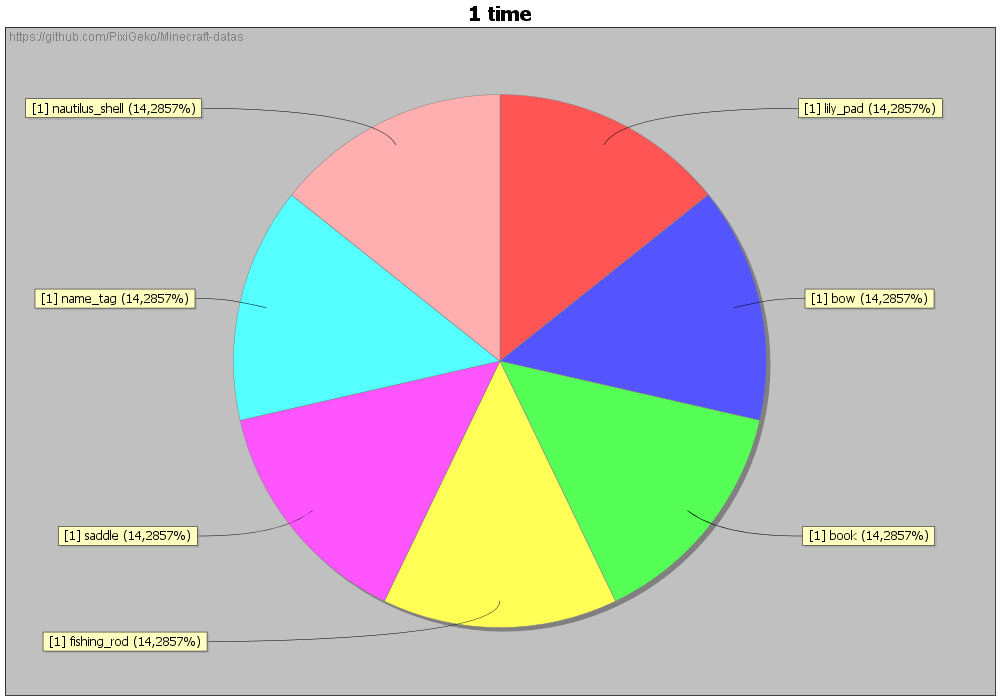 1 time
https://github.com/PixiGeko/Minecraft-datas
[1] nautilus_shell (14,2857%)
[1] lily_pad (14,2857%)
[1] name_tag (14,2857%)
[1] bow (14,2857%)
[1] saddle (14,2857%)
[1] book (14,2857%)
[1] fishing_rod (14,2857%)